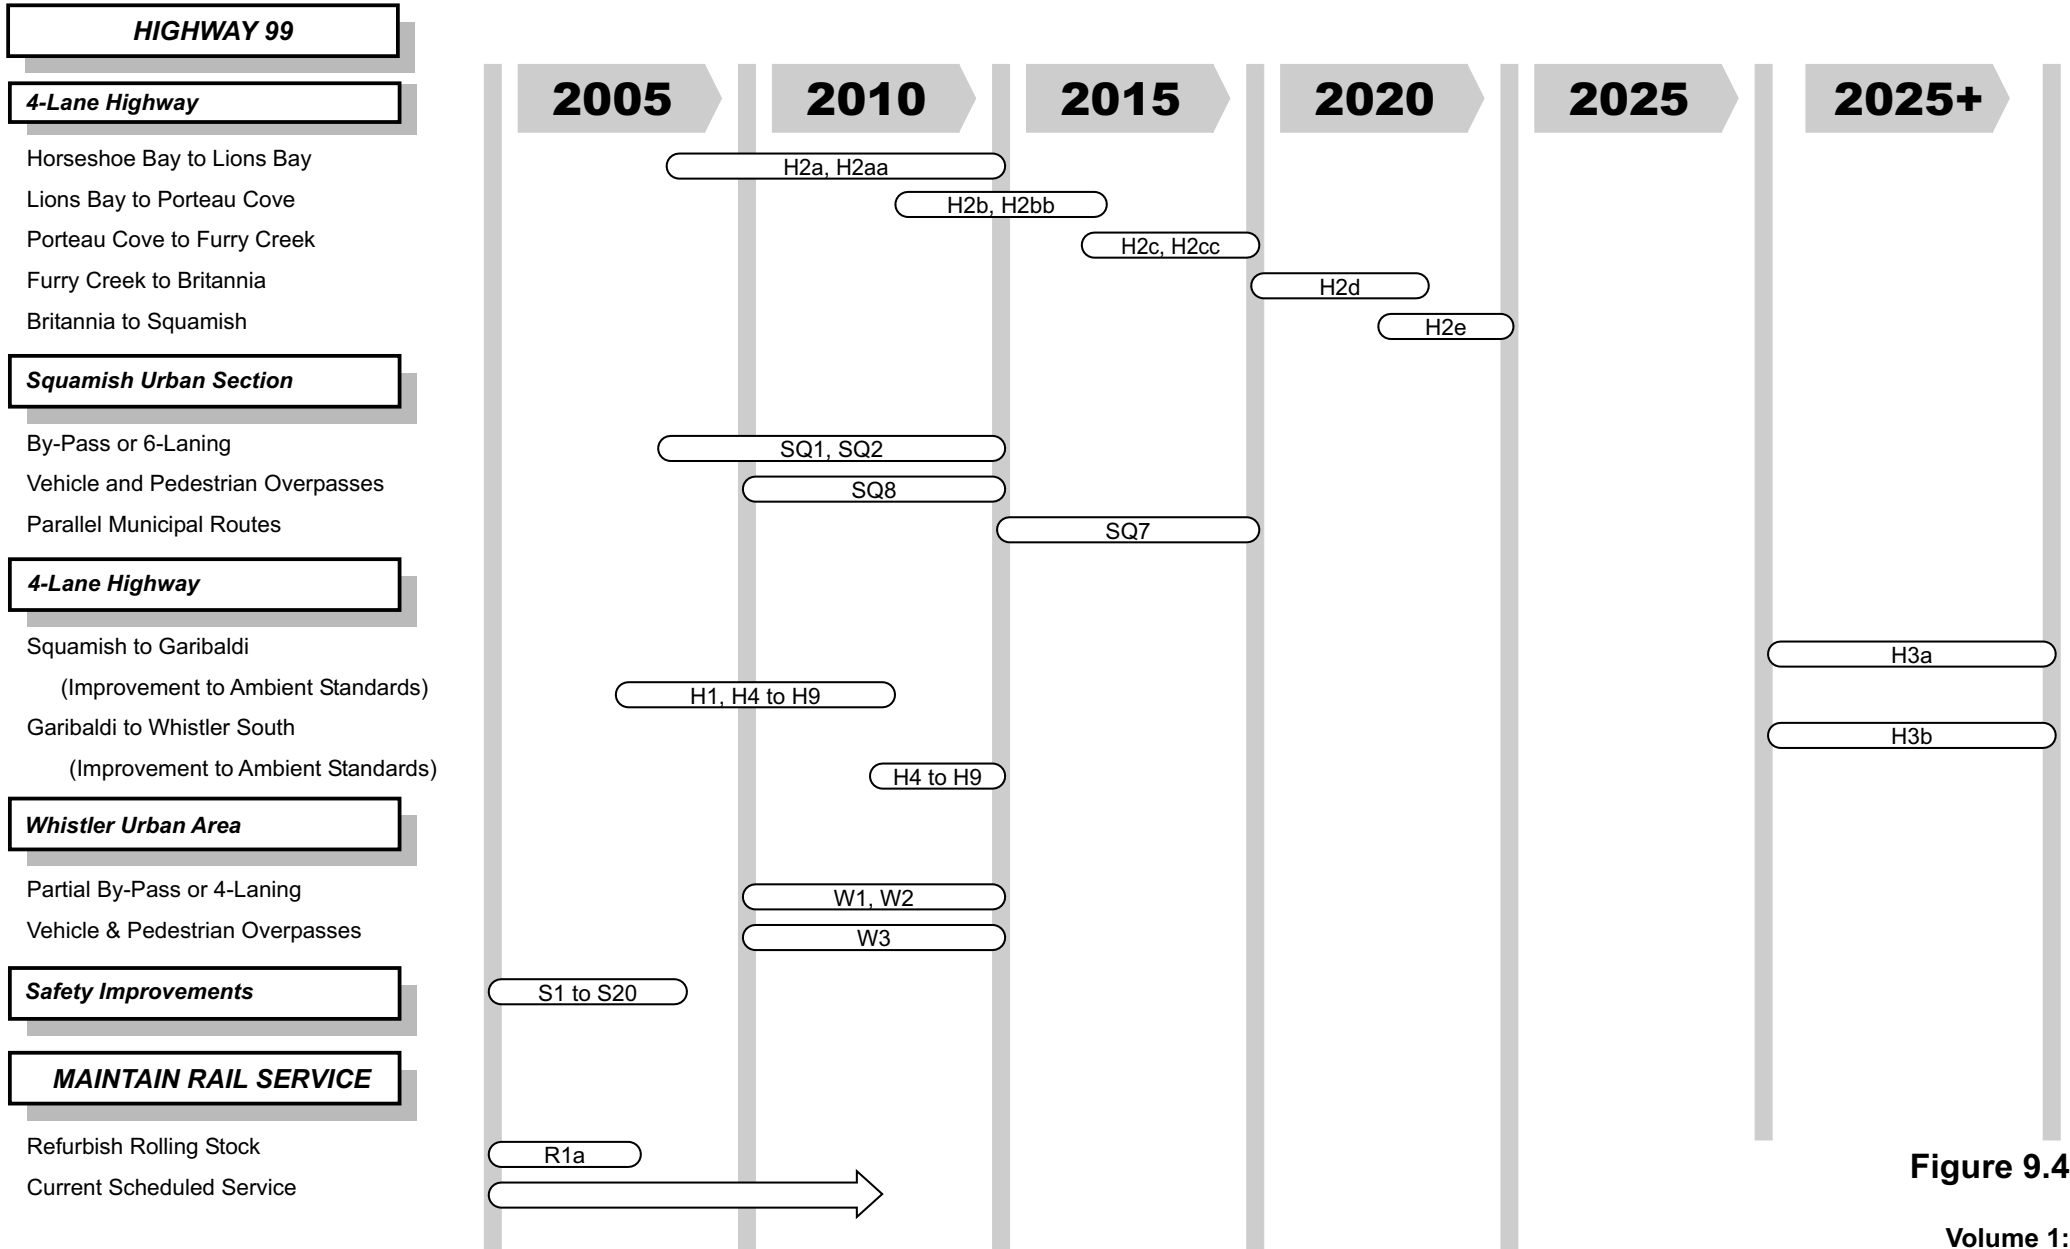 HIGHWAY 99
4-Lane Highway
2005 2010 2015 2020 2025 2025+
Horseshoe Bay to Lions Bay H2a, H2aa
Lions Bay to Porteau Cove H2b, H2bb
Porteau Cove to Furry Creek H2c, H2cc
Furry Creek to Britannia H2d
Britannia to Squamish H2e
Squamish Urban Section
By-Pass or 6-Laning SQ1, SQ2
Vehicle and Pedestrian Overpasses SQ8
Parallel Municipal Routes SQ7
4-Lane Highway
Squamish to Garibaldi H3a
(Improvement to Ambient Standards) H1, H4 to H9
Garibaldi to Whistler South H3b
(Improvement to Ambient Standards) H4 to H9
Whistler Urban Area
Partial By-Pass or 4-Laning W1, W2
Vehicle & Pedestrian Overpasses W3
Safety Improvements S1 to S20
MAINTAIN RAIL SERVICE
Refurbish Rolling Stock R1a
Current Scheduled Service
Figure 9.4
Volume 1: